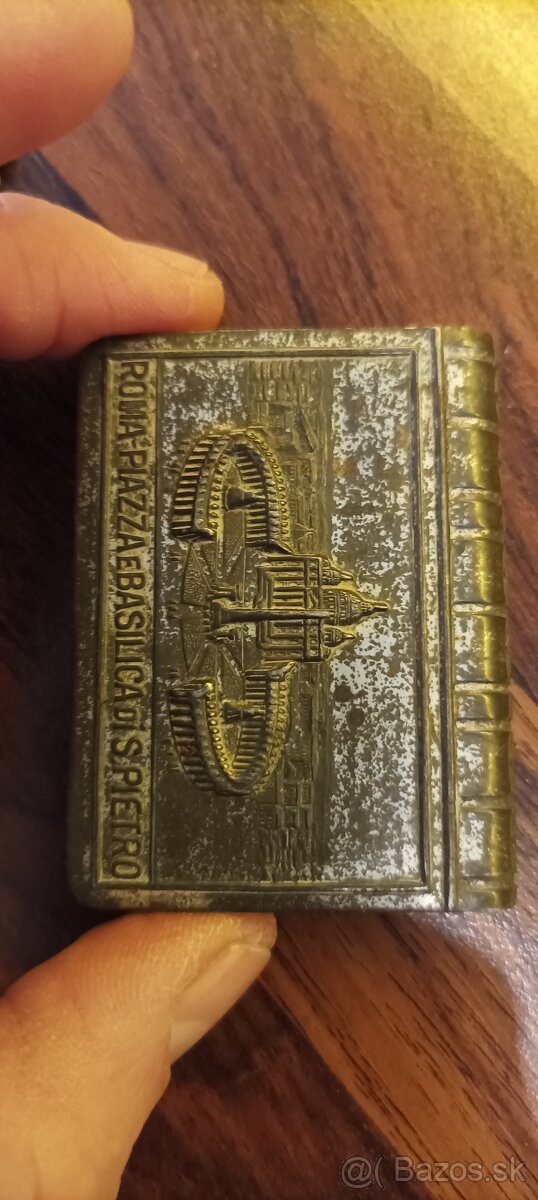 ROMA-PIAZZA E BASILICA DI S.PIETRO
@( Bazos.sk